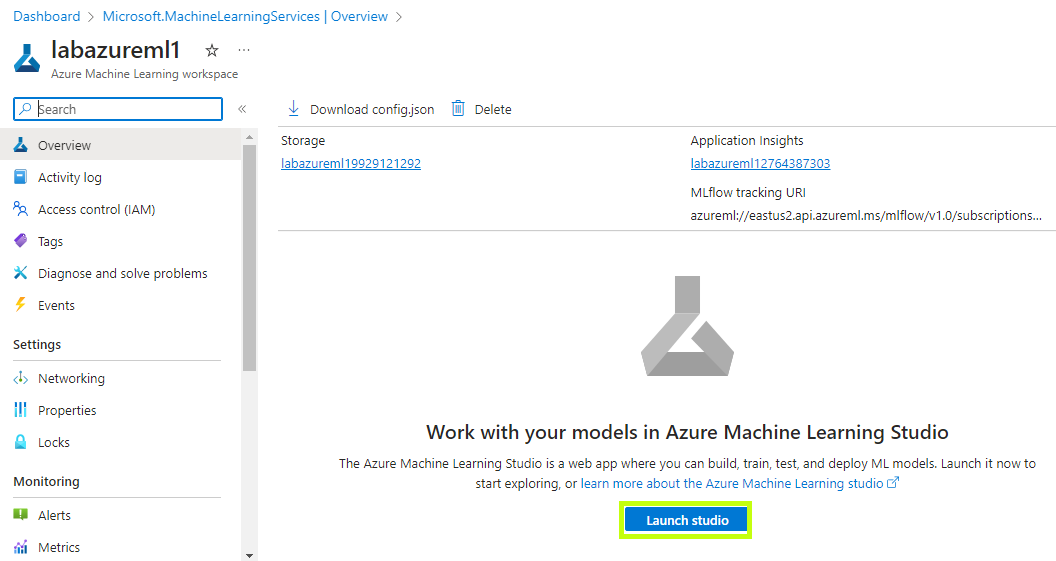 Dashboard > Microsoft.MachineLearningServices | Overview >
labazureml1
Azure Machine Learning workspace
Search
Overview
Activity log
Access control (IAM)
Tags
Diagnose and solve problems
Events
Settings
Networking
Properties
Locks
Monitoring
Alerts
Metrics
Download config.json Delete
Storage
labazureml19929121292
Application Insights
labazureml12764387303
MLflow tracking URI
azureml://eastus2.api.azureml.ms/mlflow/v1.0/subscriptions...
Work with your models in Azure Machine Learning Studio
The Azure Machine Learning Studio is a web app where you can build, train, test, and deploy ML models. Launch it now to
start exploring, or learn more about the Azure Machine Learning studio
Launch studio